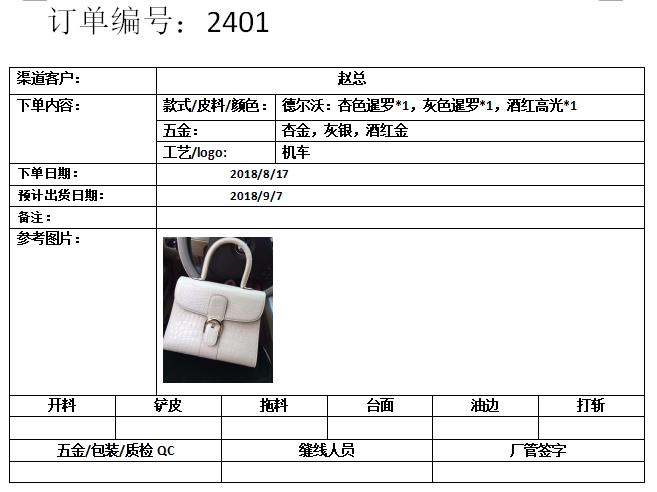 订单编号：2401
渠道客户： 赵总
下单内容： 款式/皮料/颜色： 德尔沃：杏色暹罗*1，灰色暹罗*1，酒红高光*1
五金： 杏金，灰银，酒红金
工艺/logo: 机车
下单日期： 2018/8/17
预计出货日期： 2018/9/7
备注：
参考图片：
开料 铲皮 拖料 台面 油边 打斩
五金/包装/质检 QC 缝线人员 厂管签字